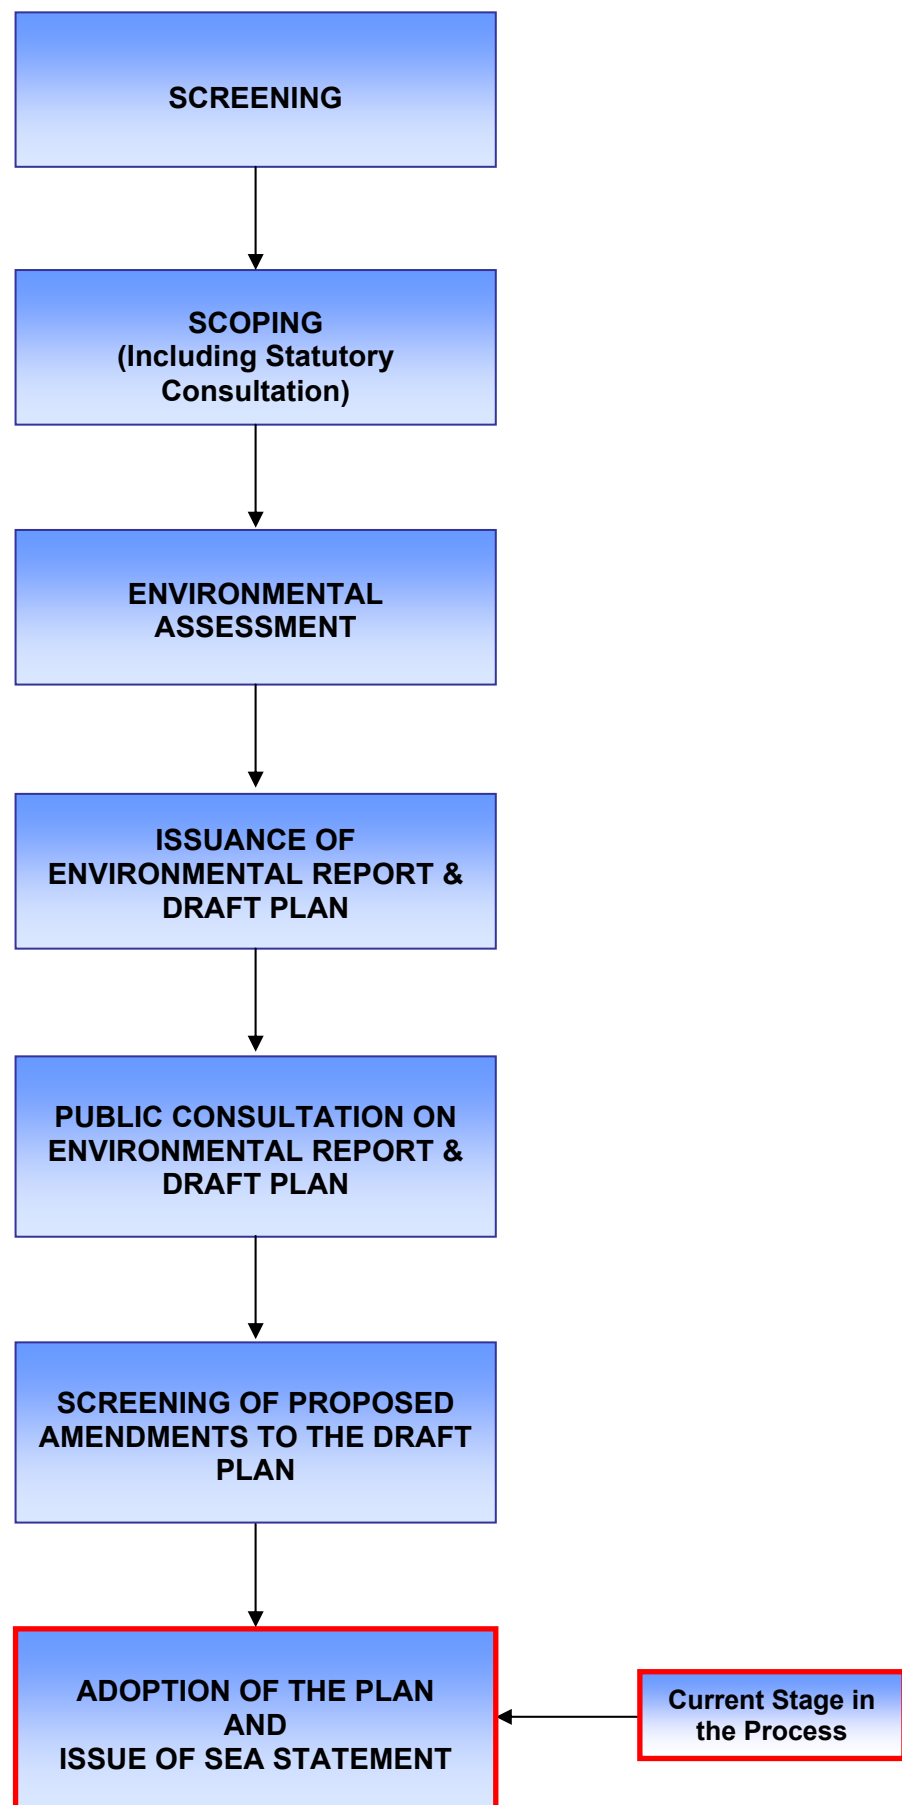 SCREENING
SCOPING
(Including Statutory
Consultation)
ENVIRONMENTAL
ASSESSMENT
ISSUANCE OF
ENVIRONMENTAL REPORT &
DRAFT PLAN
PUBLIC CONSULTATION ON
ENVIRONMENTAL REPORT &
DRAFT PLAN
SCREENING OF PROPOSED
AMENDMENTS TO THE DRAFT
PLAN
ADOPTION OF THE PLAN
AND
ISSUE OF SEA STATEMENT
Current Stage in
the Process